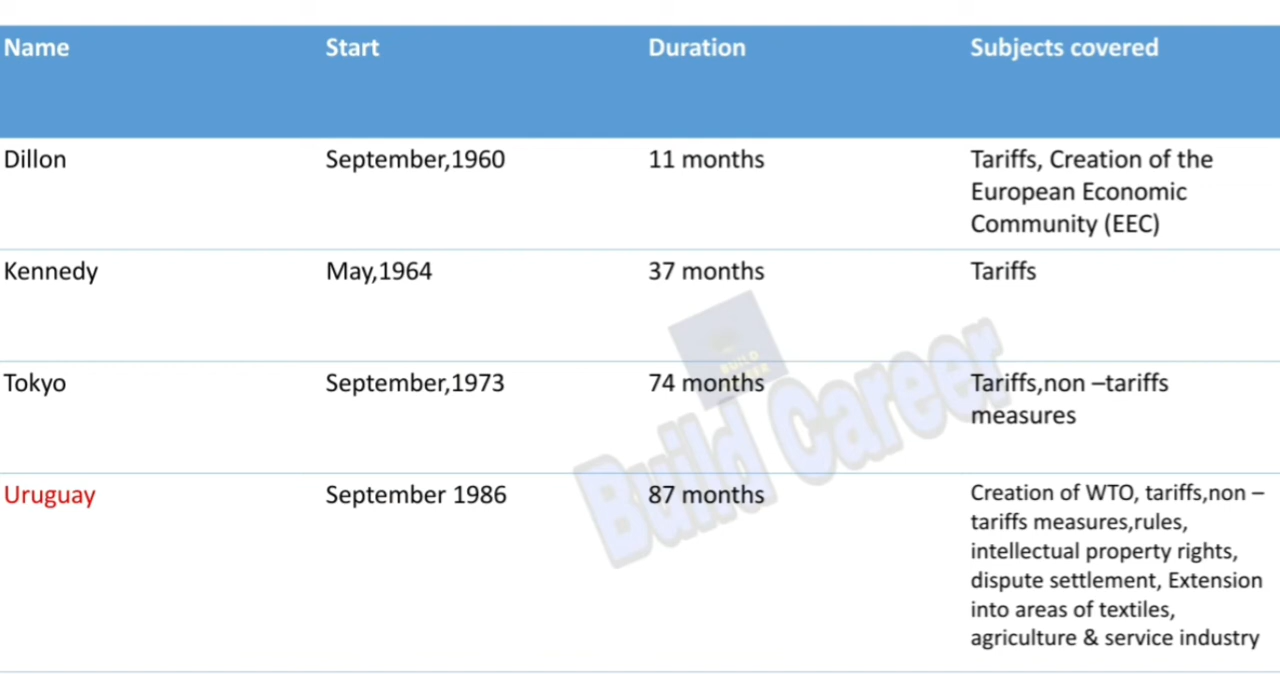 Name Start Duration Subjects covered
Dillon September,1960 11 months Tariffs, Creation of the
European Economic
Community (EEC)
Kennedy May,1964 37 months Tariffs
Tokyo September,1973 74 months Tariffs,non –tariffs
measures
Uruguay September 1986 87 months Creation of WTO, tariffs,non –
tariffs measures,rules,
intellectual property rights,
dispute settlement, Extension
into areas of textiles,
agriculture & service industry
Build Career